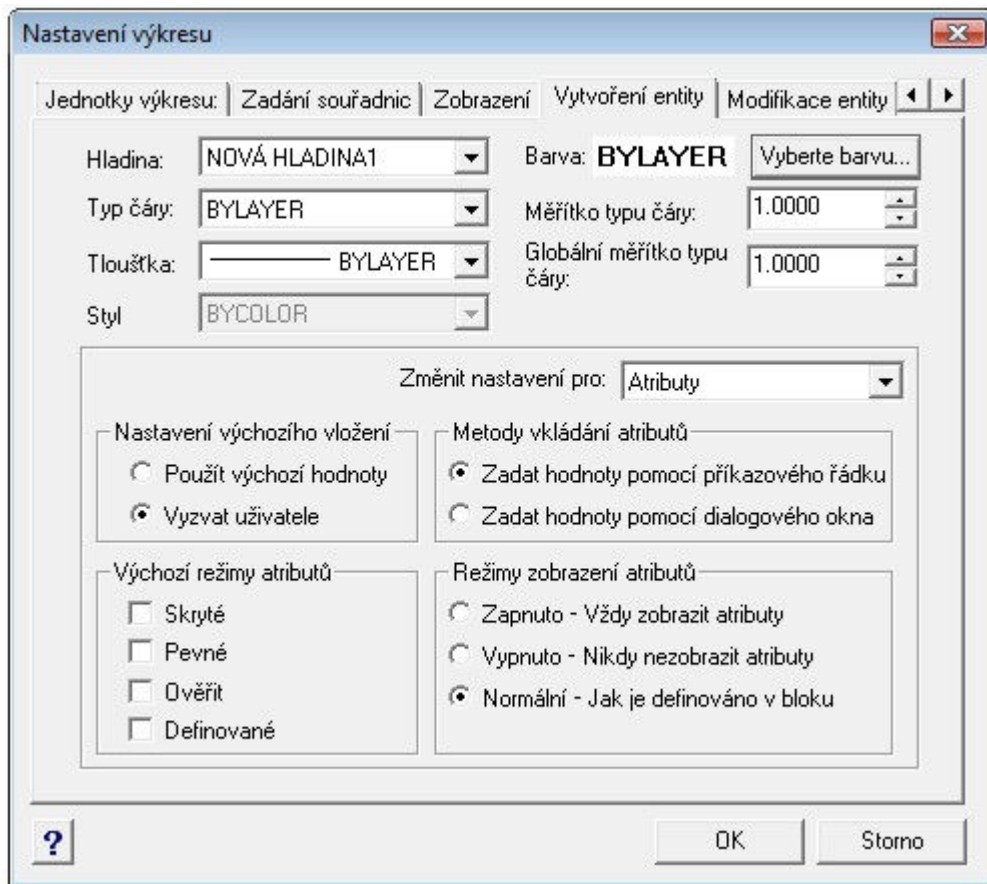 Nastavení výkresu
Jednotky výkresu: Zadání souřadnic Zobrazení Vytvoření entity Modifikace entity
Hladina: NOVÁ HLADINA1
Barva: BYLAYER Vyberte barvu...
Typ čáry: BYLAYER
Měřítko typu čáry: 1.0000
Tloušťka: BYLAYER
Globální měřítko typu
čáry: 1.0000
Styl BYCOLOR
Změnit nastavení pro: Atributy
Nastavení výchozího vložení
Použít výchozí hodnoty
Vyzvat uživatele
Metody vkládání atributů
Zadat hodnoty pomocí příkazového řádku
Zadat hodnoty pomocí dialogového okna
Výchozí režimy atributů
Skryté
Pevné
Ověřit
Definované
Režimy zobrazení atributů
Zapnuto - Vždy zobrazit atributy
Vypnuto - Nikdy nezobrazit atributy
Normální - Jak je definováno v bloku
? OK Storno